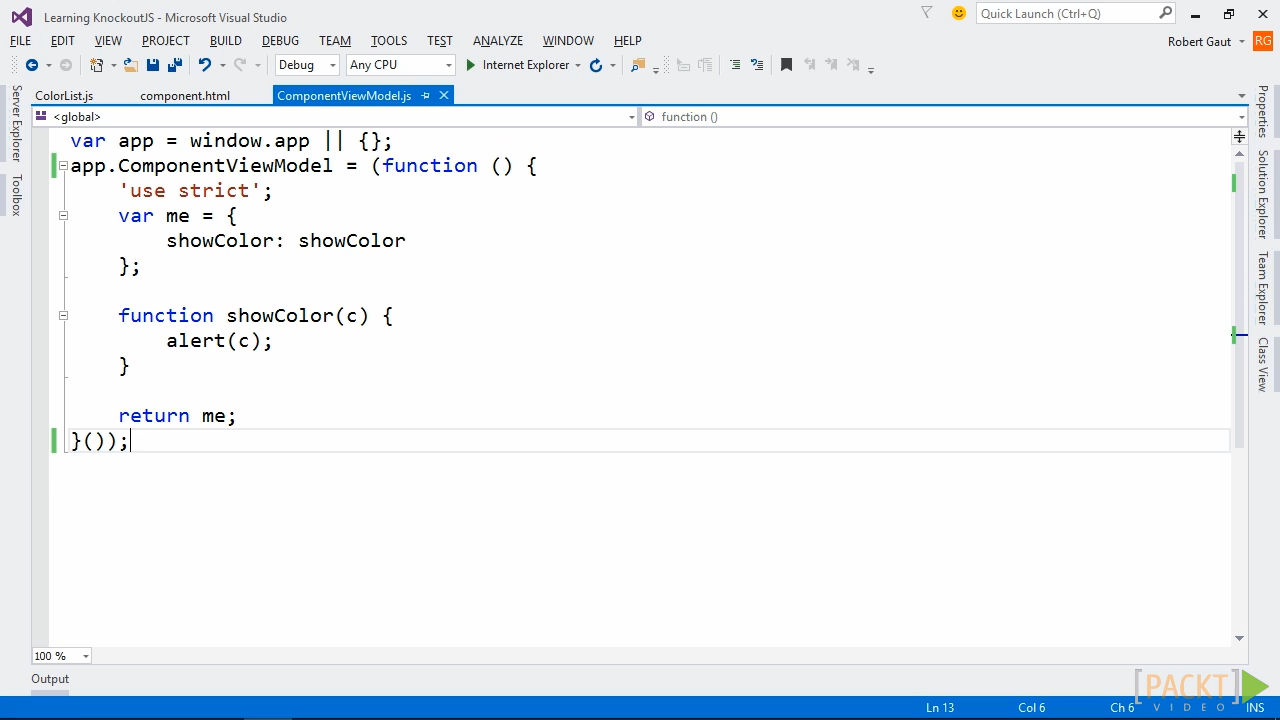 Learning KnockoutJS - Microsoft Visual Studio
Quick Launch (Ctrl+Q)
FILE EDIT VIEW PROJECT BUILD DEBUG TEAM TOOLS TEST ANALYZE WINDOW HELP
Robert Gaut RG
Debug Any CPU Internet Explorer
ColorList.js component.html ComponentViewModel.js
<global> function ()
Server Explorer
Toolbox
var app = window.app || {};
app.ComponentViewModel = (function () {
    'use strict';
    var me = {
        showColor: showColor
    };
    function showColor(c) {
        alert(c);
    }
    return me;
}());
Properties
Solution Explorer
Team Explorer
Class View
100 %
Output
[PACKT]
VIDEO
Ln 13 Col 6 Ch 6 INS